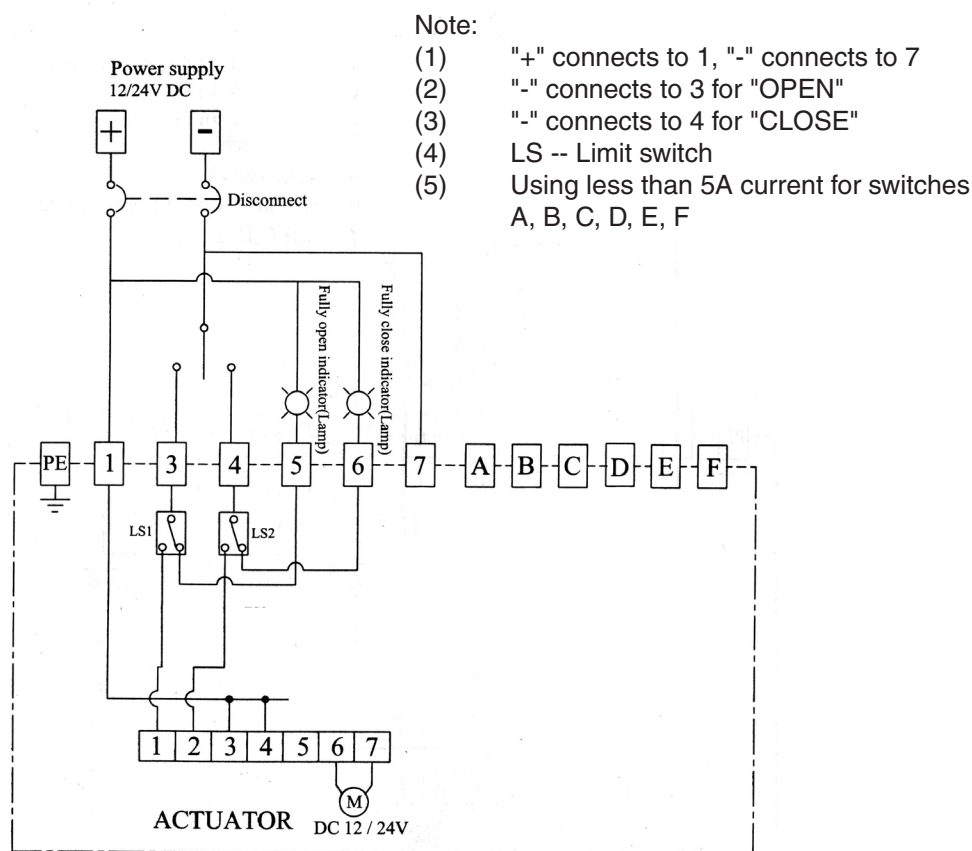 Note:
(1) "+" connects to 1, "-" connects to 7
(2) "-" connects to 3 for "OPEN"
(3) "-" connects to 4 for "CLOSE"
(4) LS -- Limit switch
(5) Using less than 5A current for switches
A, B, C, D, E, F
Power supply
12/24V DC
+ -
Disconnect
Fully open indicator(Lamp)
Fully close indicator(Lamp)
PE 1 3 4 5 6 7 A B C D E F
LS1 LS2
1 2 3 4 5 6 7
M
ACTUATOR
DC 12 / 24V